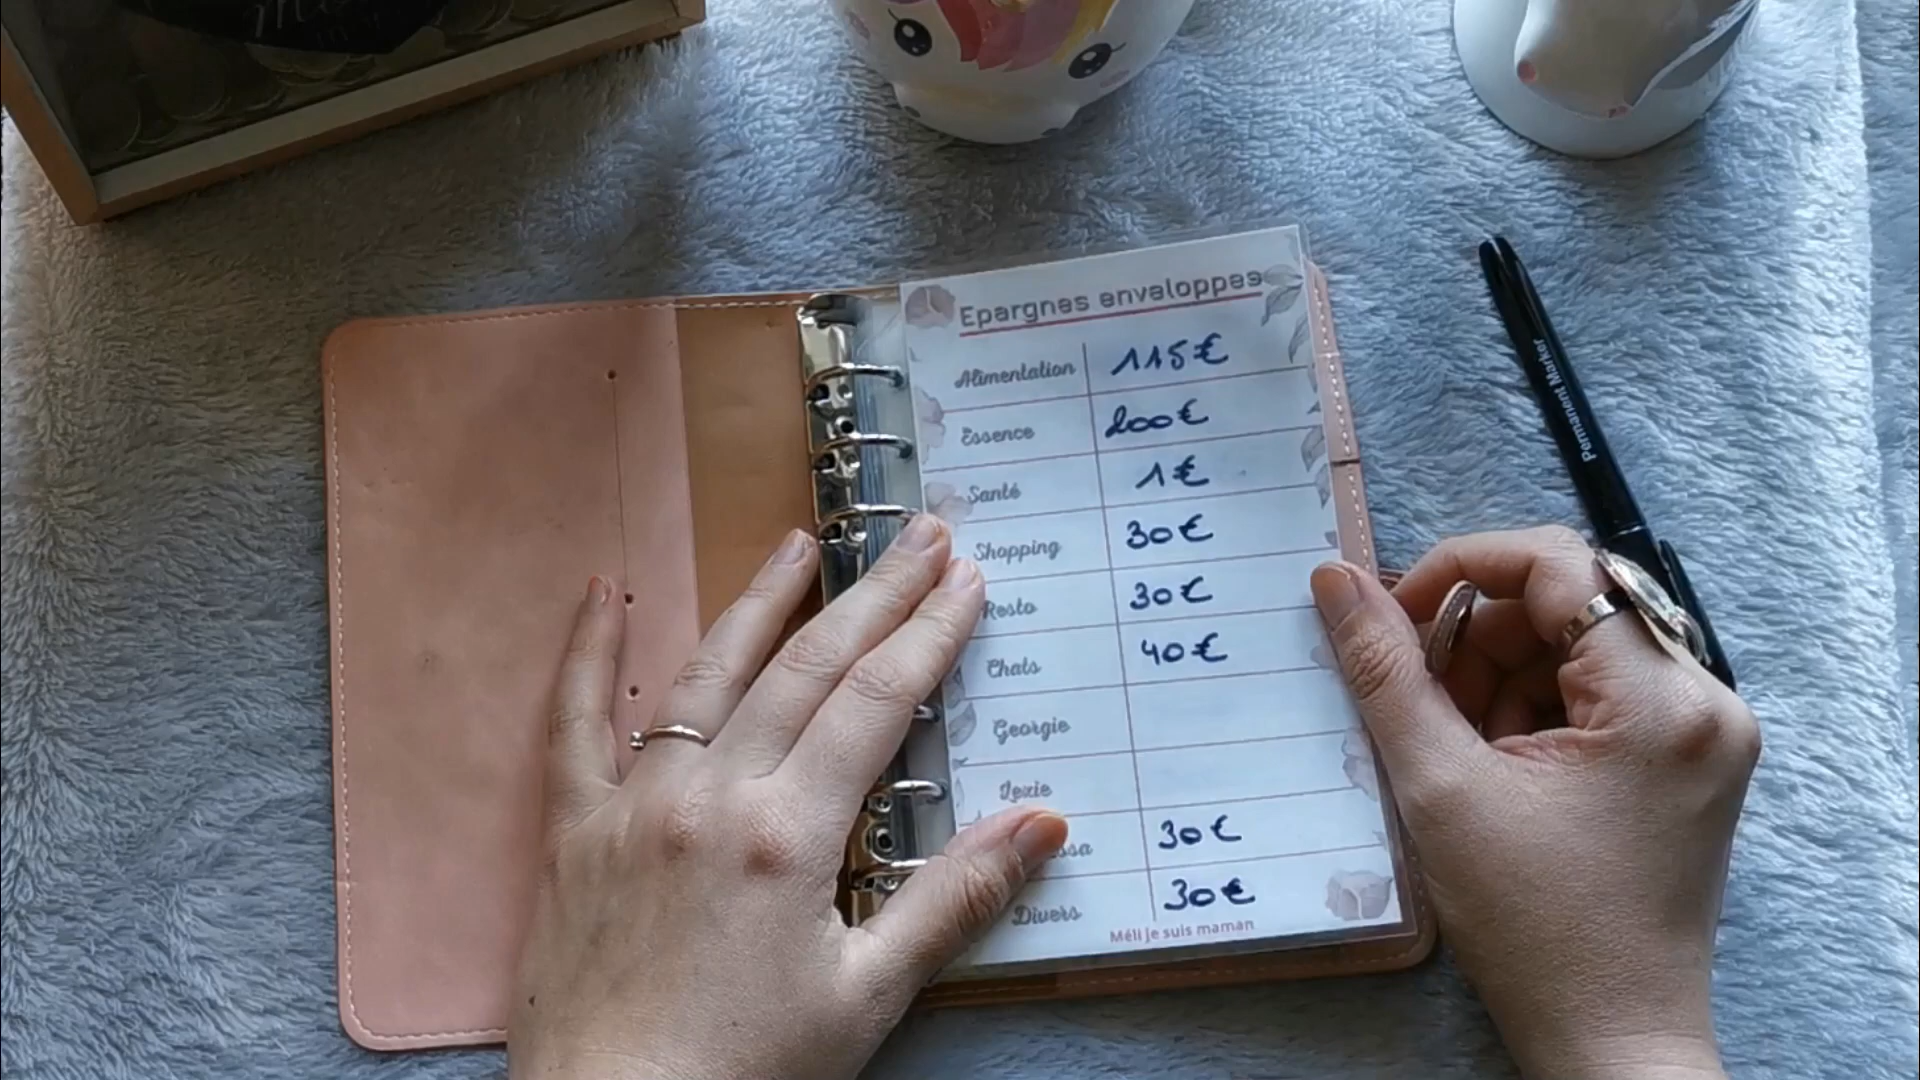 Epargnes enveloppes
Alimentation 115€
Essence 200€
Santé 1€
Shopping 30€
Resto 30€
Chats 40€
Georgie
Lexie
30€
Divers 30€
Méli je suis maman
Permanent Marker